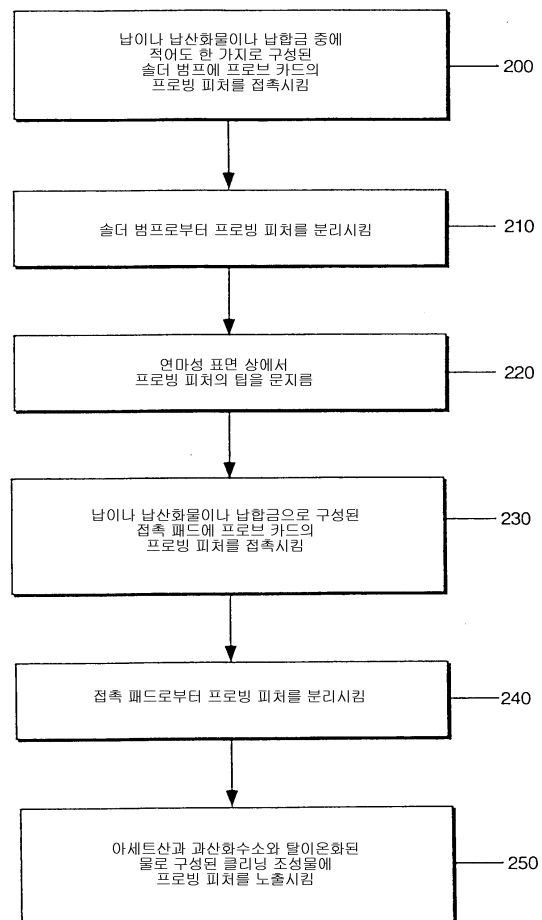 납이나 납산화물이나 납합금 중에
적어도 한 가지로 구성된
솔더 범프에 프로브 카드의
프로빙 피처를 접촉시킴
200
솔더 범프로부터 프로빙 피처를 분리시킴
210
연마성 표면 상에서
프로빙 피처의 팁을 문지름
220
납이나 납산화물이나 납합금으로 구성된
접촉 패드에 프로브 카드의
프로빙 피처를 접촉시킴
230
접촉 패드로부터 프로빙 피처를 분리시킴
240
아세트산과 과산화수소와 탈이온화된
물로 구성된 클리닝 조성물에
프로빙 피처를 노출시킴
250